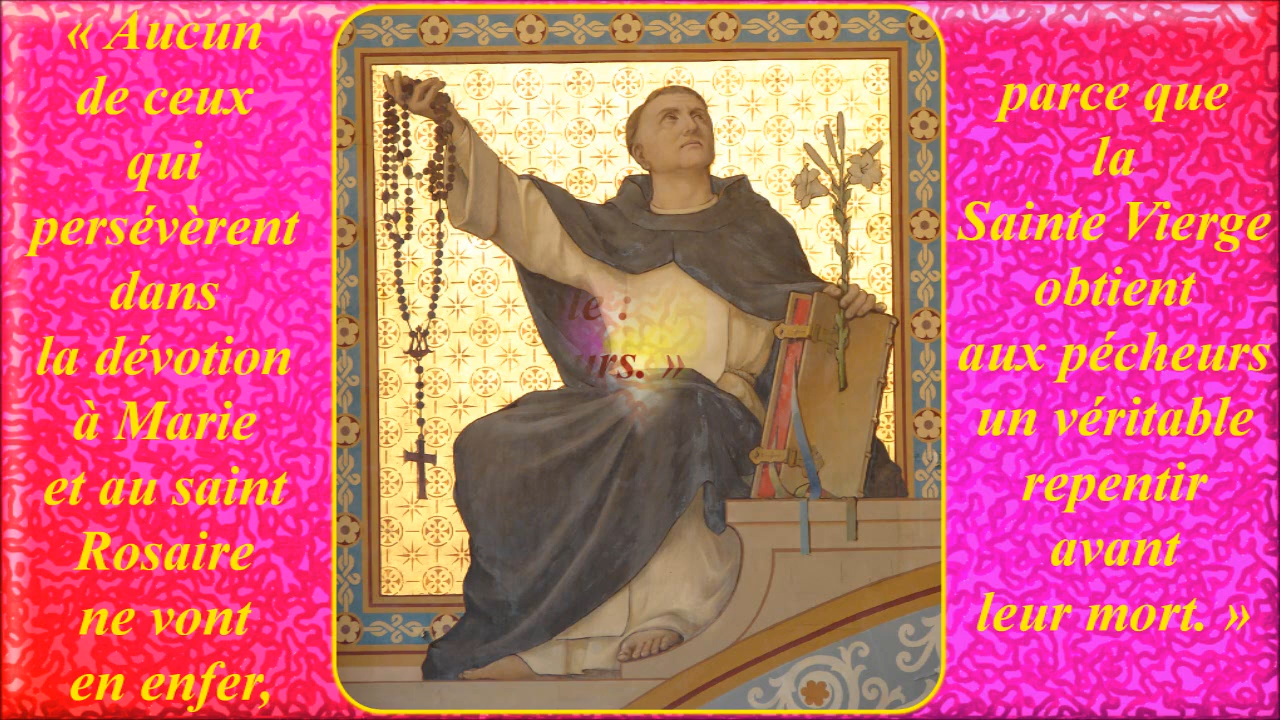 « Aucun
de ceux
qui
persévèrent
dans
la dévotion
à Marie
et au saint
Rosaire
ne vont
en enfer,
parce que
la
Sainte Vierge
obtient
aux pécheurs
un véritable
repentir
avant
leur mort. »